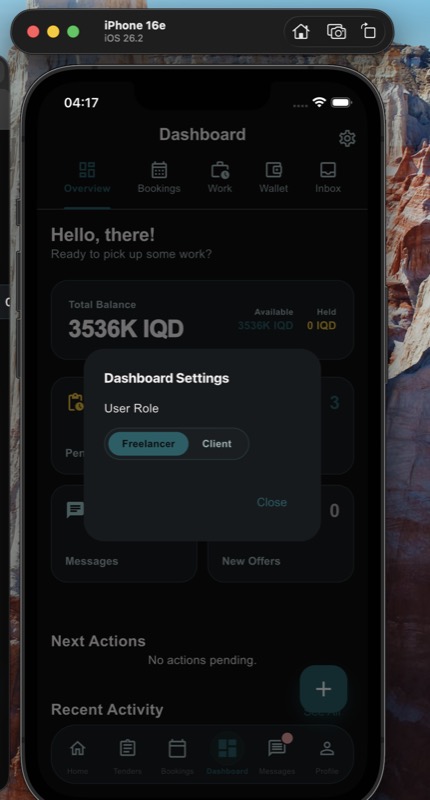 iPhone 16e
iOS 26.2
04:17
Dashboard
Overview
Bookings
Work
Wallet
Inbox
Hello, there!
Ready to pick up some work?
Total Balance
3536K IQD
Available
3536K IQD
Held
0 IQD
Dashboard Settings
User Role
Freelancer
Client
Close
3
Pen
0
Messages
New Offers
Next Actions
No actions pending.
Recent Activity
Home
Tenders
Bookings
Dashboard
Messages
Profile